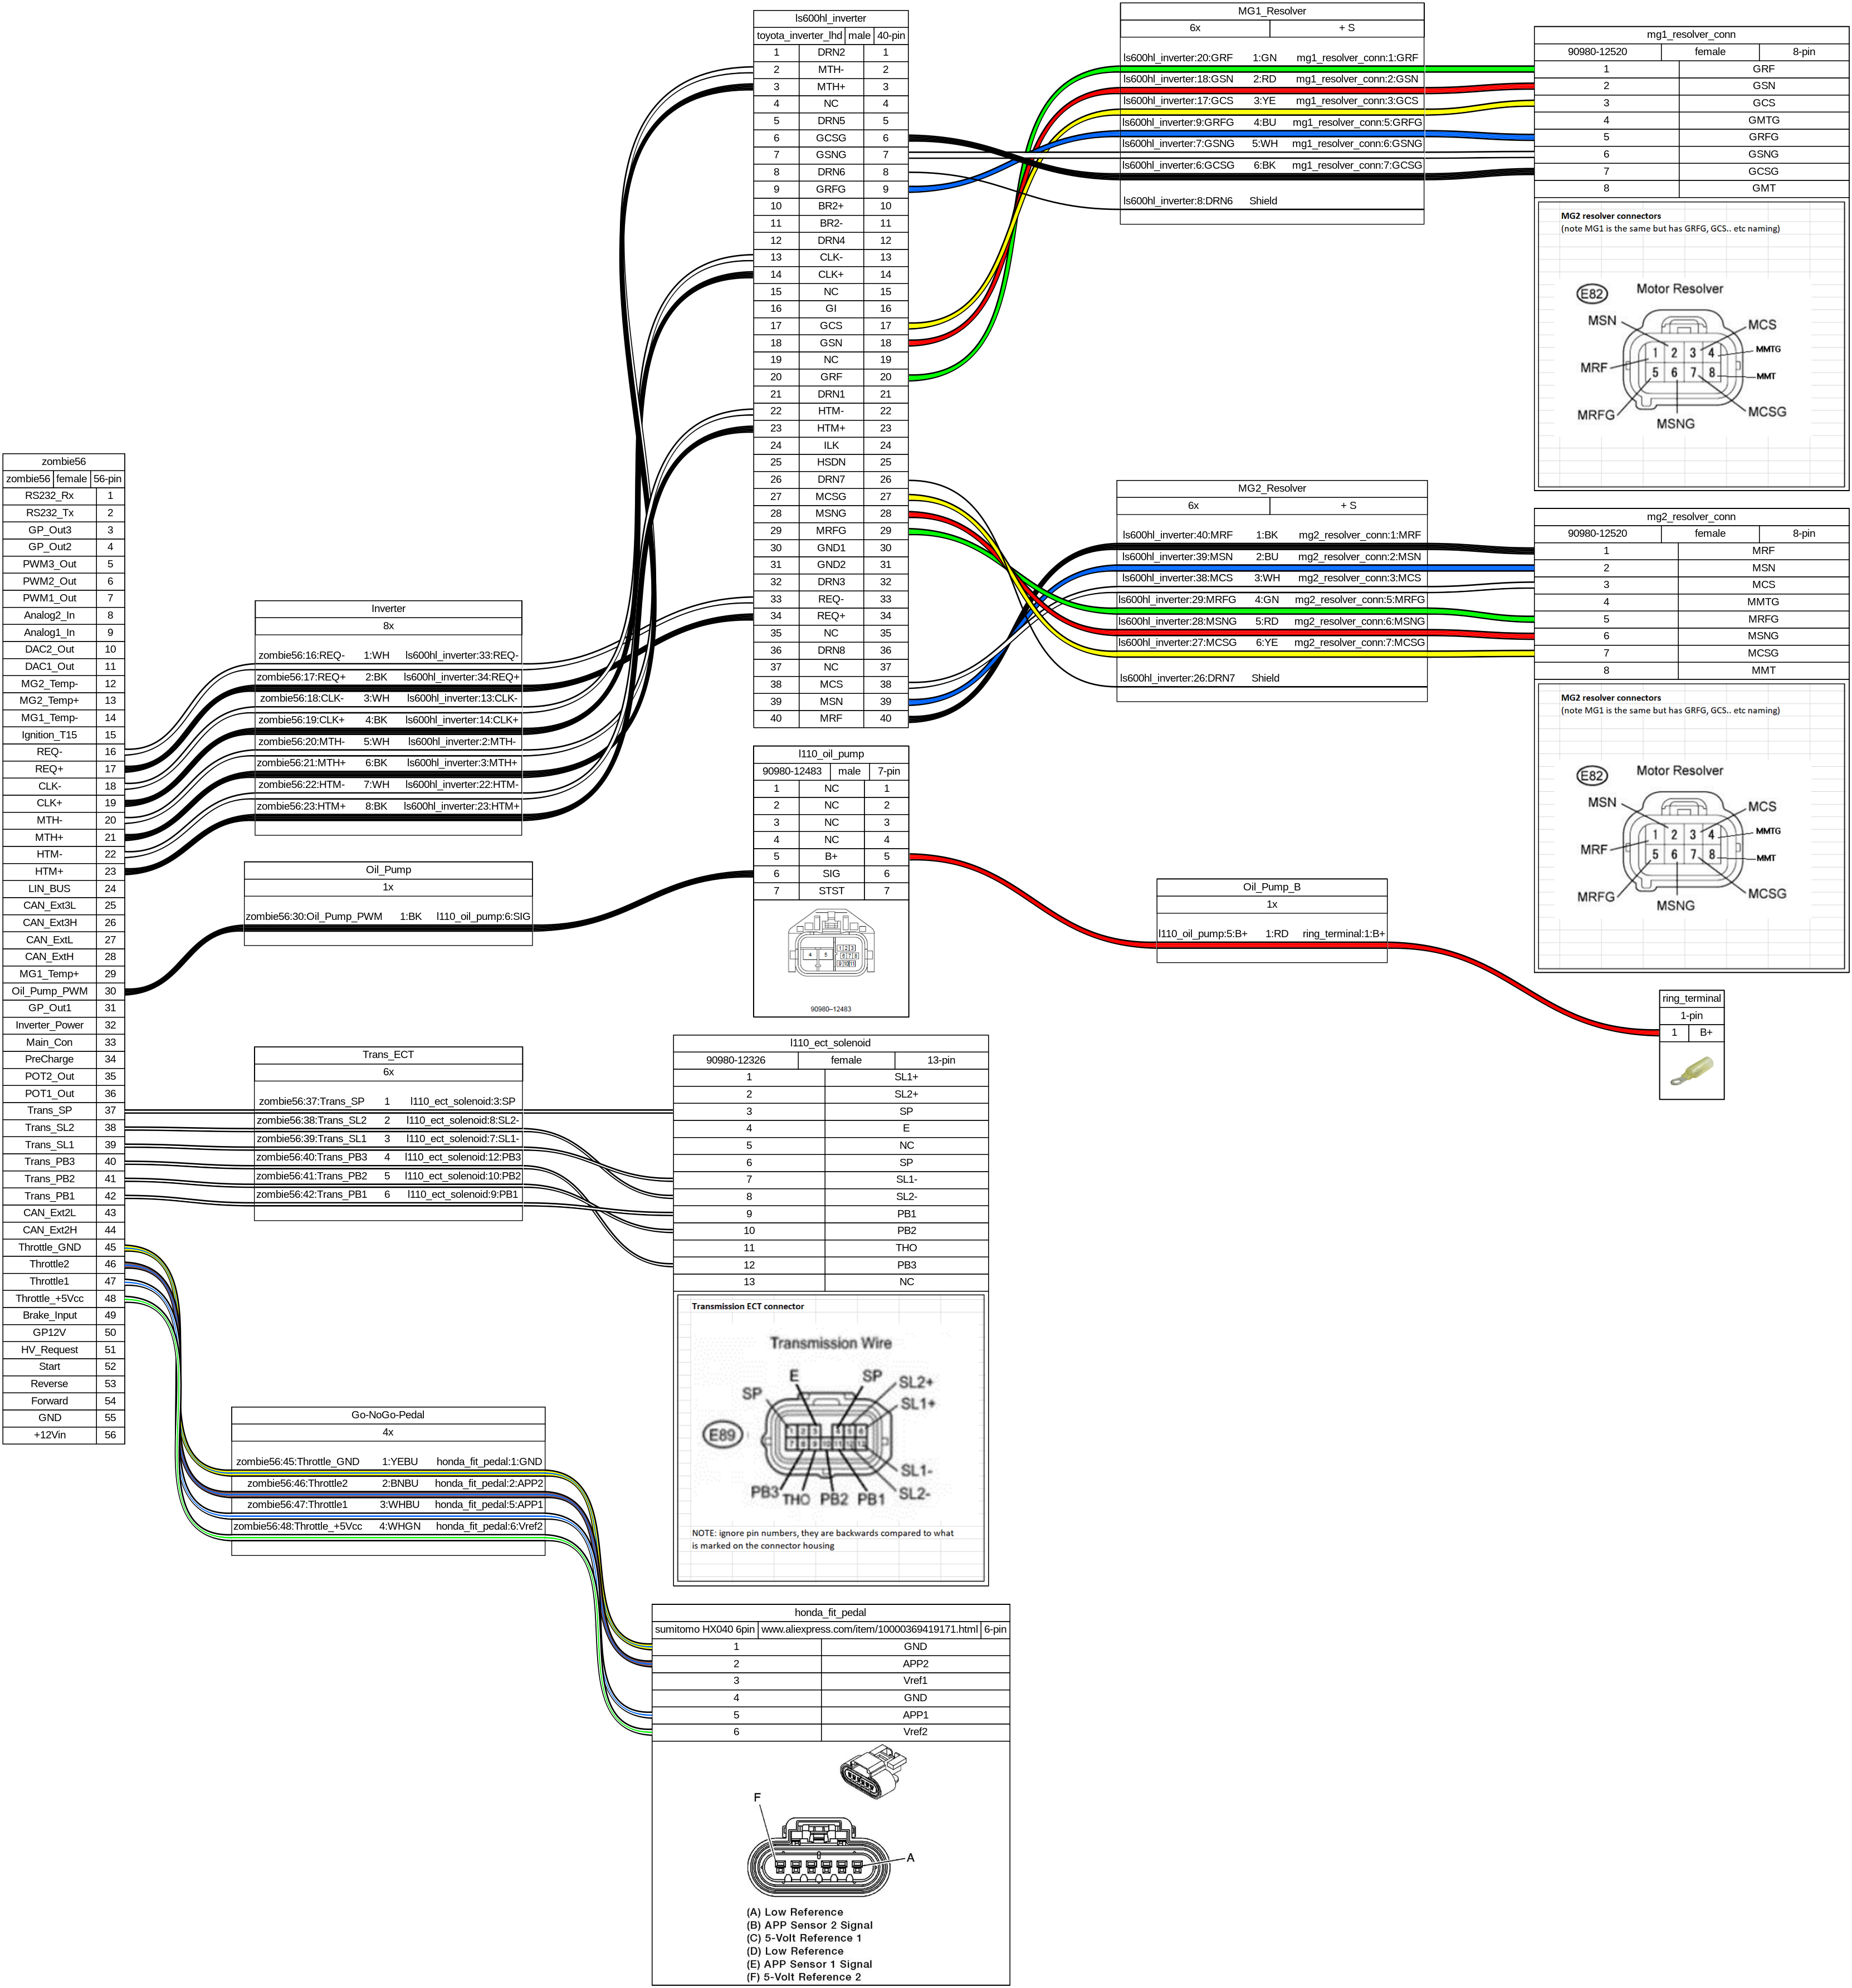 zombie56
zombie56 female 56-pin
RS232_Rx 1
RS232_Tx 2
GP_Out3 3
GP_Out2 4
PWM3_Out 5
PWM2_Out 6
PWM1_Out 7
Analog2_In 8
Analog1_In 9
DAC2_Out 10
DAC1_Out 11
MG2_Temp- 12
MG2_Temp+ 13
MG1_Temp- 14
Ignition_T15 15
REQ- 16
REQ+ 17
CLK- 18
CLK+ 19
MTH- 20
MTH+ 21
HTM- 22
HTM+ 23
LIN_BUS 24
CAN_Ext3L 25
CAN_Ext3H 26
CAN_ExtL 27
CAN_ExtH 28
MG1_Temp+ 29
Oil_Pump_PWM 30
GP_Out1 31
Inverter_Power 32
Main_Con 33
PreCharge 34
POT2_Out 35
POT1_Out 36
Trans_SP 37
Trans_SL2 38
Trans_SL1 39
Trans_PB3 40
Trans_PB2 41
Trans_PB1 42
CAN_Ext2L 43
CAN_Ext2H 44
Throttle_GND 45
Throttle2 46
Throttle1 47
Throttle_+5Vcc 48
Brake_Input 49
GP12V 50
HV_Request 51
Start 52
Reverse 53
Forward 54
GND 55
+12Vin 56
Inverter
8x
zombie56:16:REQ- 1:WH ls600hl_inverter:33:REQ-
zombie56:17:REQ+ 2:BK ls600hl_inverter:34:REQ+
zombie56:18:CLK- 3:WH ls600hl_inverter:13:CLK-
zombie56:19:CLK+ 4:BK ls600hl_inverter:14:CLK+
zombie56:20:MTH- 5:WH ls600hl_inverter:2:MTH-
zombie56:21:MTH+ 6:BK ls600hl_inverter:3:MTH+
zombie56:22:HTM- 7:WH ls600hl_inverter:22:HTM-
zombie56:23:HTM+ 8:BK ls600hl_inverter:23:HTM+
Oil_Pump
1x
zombie56:30:Oil_Pump_PWM 1:BK l110_oil_pump:6:SIG
Trans_ECT
6x
zombie56:37:Trans_SP 1 l110_ect_solenoid:3:SP
zombie56:38:Trans_SL2 2 l110_ect_solenoid:8:SL2-
zombie56:39:Trans_SL1 3 l110_ect_solenoid:7:SL1-
zombie56:40:Trans_PB3 4 l110_ect_solenoid:12:PB3
zombie56:41:Trans_PB2 5 l110_ect_solenoid:10:PB2
zombie56:42:Trans_PB1 6 l110_ect_solenoid:9:PB1
Go-NoGo-Pedal
4x
zombie56:45:Throttle_GND 1:YEBU honda_fit_pedal:1:GND
zombie56:46:Throttle2 2:BNBU honda_fit_pedal:2:APP2
zombie56:47:Throttle1 3:WHBU honda_fit_pedal:5:APP1
zombie56:48:Throttle_+5Vcc 4:WHGN honda_fit_pedal:6:Vref2
ls600hl_inverter
toyota_inverter_lhd male 40-pin
1 DRN2 1
2 MTH- 2
3 MTH+ 3
4 NC 4
5 DRN5 5
6 GCSG 6
7 GSNG 7
8 DRN6 8
9 GRFG 9
10 BR2+ 10
11 BR2- 11
12 DRN4 12
13 CLK- 13
14 CLK+ 14
15 NC 15
16 GI 16
17 GCS 17
18 GSN 18
19 NC 19
20 GRF 20
21 DRN1 21
22 HTM- 22
23 HTM+ 23
24 ILK 24
25 HSDN 25
26 DRN7 26
27 MCSG 27
28 MSNG 28
29 MRFG 29
30 GND1 30
31 GND2 31
32 DRN3 32
33 REQ- 33
34 REQ+ 34
35 NC 35
36 DRN8 36
37 NC 37
38 MCS 38
39 MSN 39
40 MRF 40
l110_oil_pump
90980-12483 male 7-pin
1 NC 1
2 NC 2
3 NC 3
4 NC 4
5 B+ 5
6 SIG 6
7 STST 7
1 2 3
4 5 6 7 8
9 10 11
90980–12483
l110_ect_solenoid
90980-12326 female 13-pin
1 SL1+
2 SL2+
3 SP
4 E
5 NC
6 SP
7 SL1-
8 SL2-
9 PB1
10 PB2
11 THO
12 PB3
13 NC
Transmission ECT connector
Transmission Wire
E SP SL2+
SP SL1+
E89
SL1-
PB3 THO PB2 PB1 SL2-
NOTE: ignore pin numbers, they are backwards compared to what
is marked on the connector housing
honda_fit_pedal
sumitomo HX040 6pin www.aliexpress.com/item/10000369419171.html 6-pin
1 GND
2 APP2
3 Vref1
4 GND
5 APP1
6 Vref2
F
A
(A) Low Reference
(B) APP Sensor 2 Signal
(C) 5-Volt Reference 1
(D) Low Reference
(E) APP Sensor 1 Signal
(F) 5-Volt Reference 2
MG1_Resolver
6x + S
ls600hl_inverter:20:GRF 1:GN mg1_resolver_conn:1:GRF
ls600hl_inverter:18:GSN 2:RD mg1_resolver_conn:2:GSN
ls600hl_inverter:17:GCS 3:YE mg1_resolver_conn:3:GCS
ls600hl_inverter:9:GRFG 4:BU mg1_resolver_conn:5:GRFG
ls600hl_inverter:7:GSNG 5:WH mg1_resolver_conn:6:GSNG
ls600hl_inverter:6:GCSG 6:BK mg1_resolver_conn:7:GCSG
ls600hl_inverter:8:DRN6 Shield
MG2_Resolver
6x + S
ls600hl_inverter:40:MRF 1:BK mg2_resolver_conn:1:MRF
ls600hl_inverter:39:MSN 2:BU mg2_resolver_conn:2:MSN
ls600hl_inverter:38:MCS 3:WH mg2_resolver_conn:3:MCS
ls600hl_inverter:29:MRFG 4:GN mg2_resolver_conn:5:MRFG
ls600hl_inverter:28:MSNG 5:RD mg2_resolver_conn:6:MSNG
ls600hl_inverter:27:MCSG 6:YE mg2_resolver_conn:7:MCSG
ls600hl_inverter:26:DRN7 Shield
Oil_Pump_B
1x
l110_oil_pump:5:B+ 1:RD ring_terminal:1:B+
mg1_resolver_conn
90980-12520 female 8-pin
1 GRF
2 GSN
3 GCS
4 GMTG
5 GRFG
6 GSNG
7 GCSG
8 GMT
MG2 resolver connectors
(note MG1 is the same but has GRFG, GCS.. etc naming)
E82 Motor Resolver
MSN MCS
1 2 3 4 MMTG
MRF 5 6 7 8 MMT
MRFG MCSG
MSNG
mg2_resolver_conn
90980-12520 female 8-pin
1 MRF
2 MSN
3 MCS
4 MMTG
5 MRFG
6 MSNG
7 MCSG
8 MMT
MG2 resolver connectors
(note MG1 is the same but has GRFG, GCS.. etc naming)
E82 Motor Resolver
MSN MCS
1 2 3 4 MMTG
MRF 5 6 7 8 MMT
MRFG MCSG
MSNG
ring_terminal
1-pin
1 B+